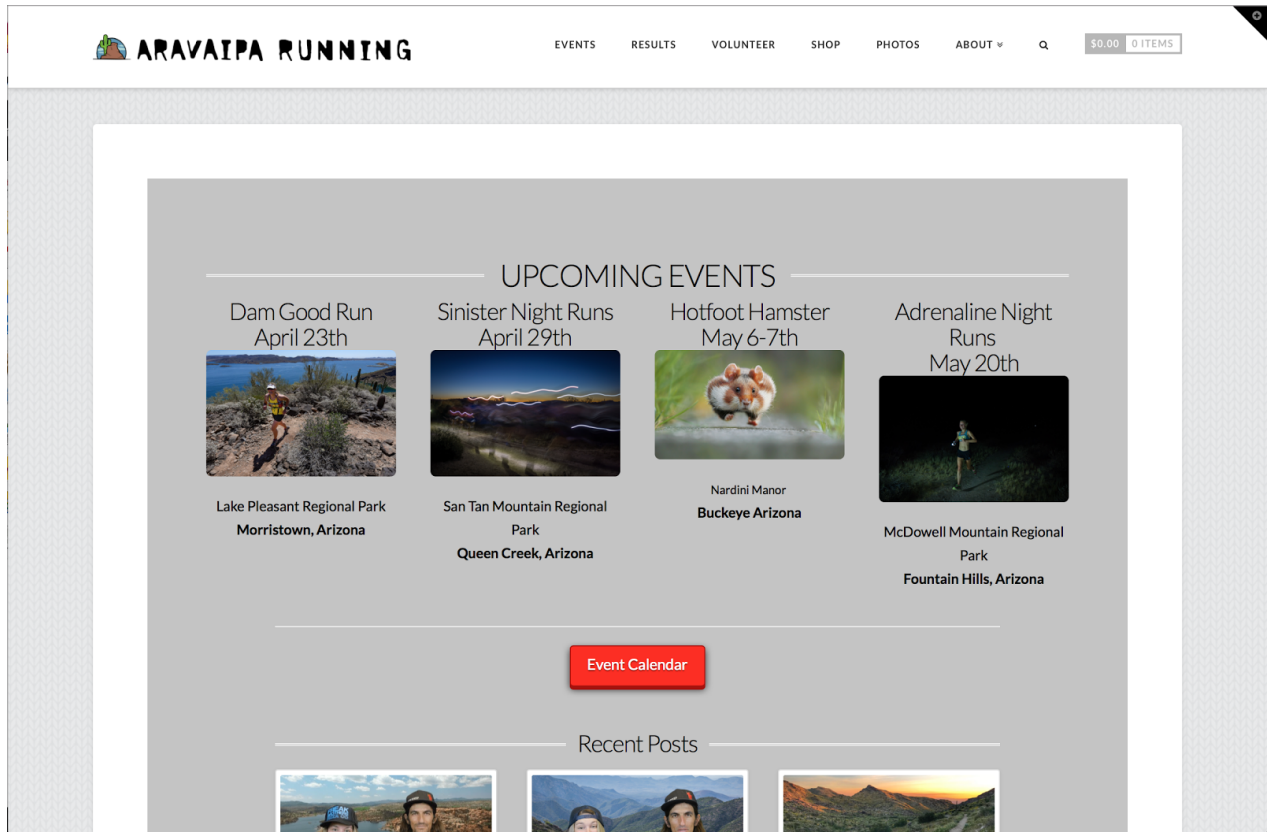 ARAVAIPA RUNNING
EVENTS RESULTS VOLUNTEER SHOP PHOTOS ABOUT $0.00 0 ITEMS
UPCOMING EVENTS
Dam Good Run
April 23th
Lake Pleasant Regional Park
Morristown, Arizona
Sinister Night Runs
April 29th
San Tan Mountain Regional
Park
Queen Creek, Arizona
Hotfoot Hamster
May 6-7th
Nardini Manor
Buckeye Arizona
Adrenaline Night
Runs
May 20th
McDowell Mountain Regional
Park
Fountain Hills, Arizona
Event Calendar
Recent Posts